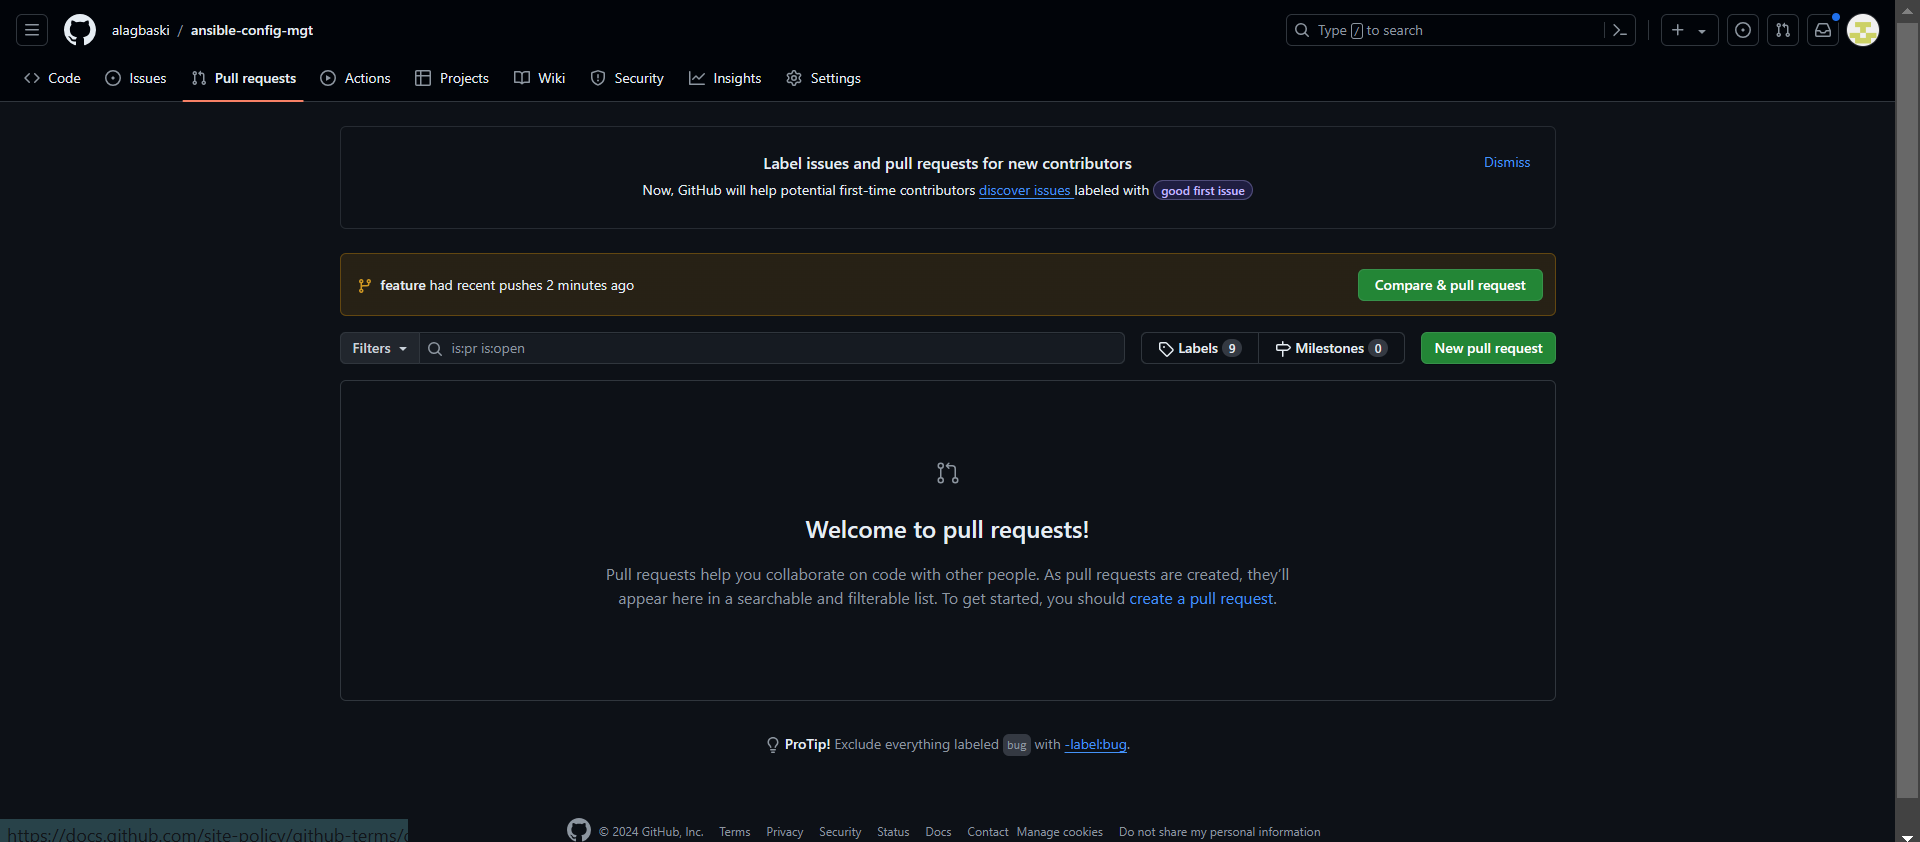 alagbaski / ansible-config-mgt
Type / to search
Code Issues Pull requests Actions Projects Wiki Security Insights Settings
Label issues and pull requests for new contributors
Dismiss
Now, GitHub will help potential first-time contributors discover issues labeled with good first issue
feature had recent pushes 2 minutes ago
Compare & pull request
Filters is:pr is:open Labels 9 Milestones 0 New pull request
Welcome to pull requests!
Pull requests help you collaborate on code with other people. As pull requests are created, they’ll
appear here in a searchable and filterable list. To get started, you should create a pull request.
ProTip! Exclude everything labeled bug with -label:bug.
https://docs.github.com/site-policy/github-terms/
© 2024 GitHub, Inc. Terms Privacy Security Status Docs Contact Manage cookies Do not share my personal information